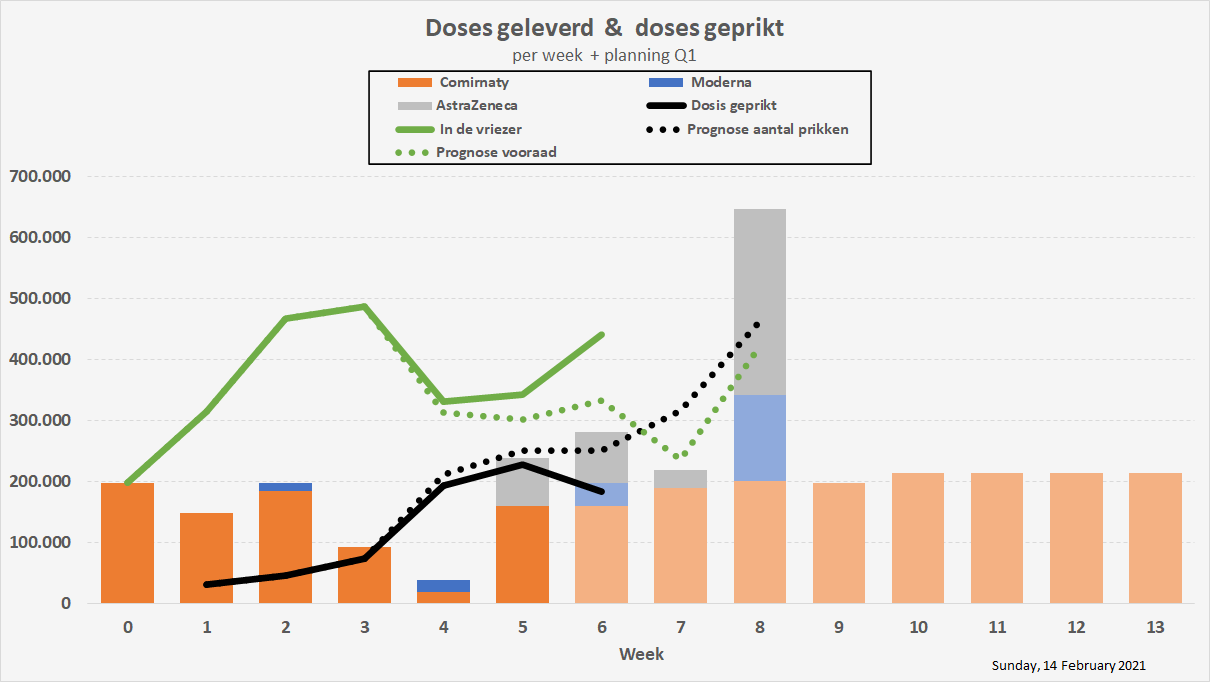 Doses geleverd & doses geprikt
per week + planning Q1
Comirnaty
Moderna
AstraZeneca
Dosis geprikt
In de vriezer
Prognose aantal prikken
Prognose vooraad
700.000
600.000
500.000
400.000
300.000
200.000
100.000
0
0 1 2 3 4 5 6 7 8 9 10 11 12 13
Week
Sunday, 14 February 2021